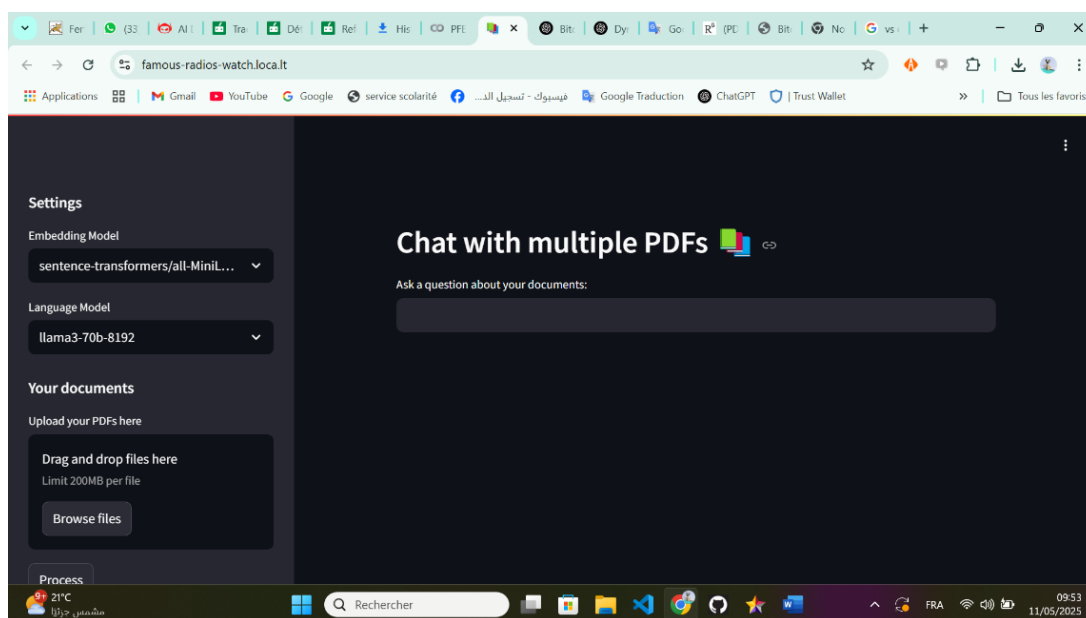 Fer (33 AI Tra Dé Ref His PFE × Bit Dy Go (PD Bit No vs +
famous-radios-watch.loca.lt
Applications Gmail YouTube Google service scolarité فيسبوك - تسجيل الد... Google Traduction ChatGPT | Trust Wallet » Tous les favoris
Settings
Embedding Model
sentence-transformers/all-MiniL...
Language Model
llama3-70b-8192
Your documents
Upload your PDFs here
Drag and drop files here
Limit 200MB per file
Browse files
Process
Chat with multiple PDFs
Ask a question about your documents:
9+ 21°C
مشمس جزئيًا
Rechercher
FRA
09:53
11/05/2025